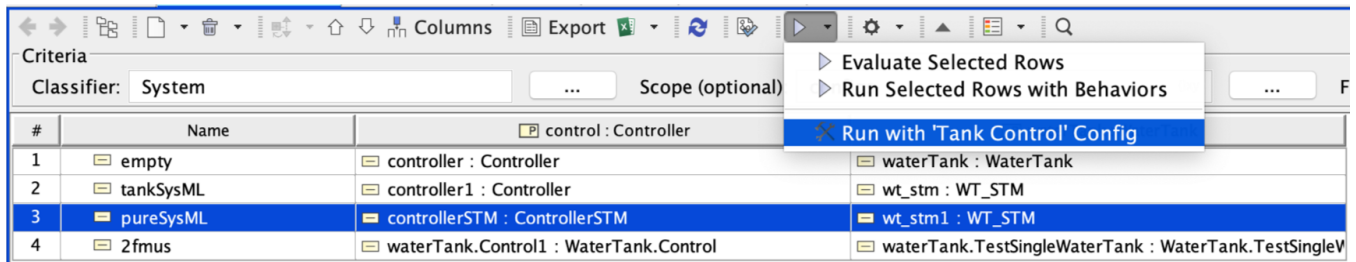 Columns Export
Criteria
Classifier: System ... Scope (optional) ... F
Evaluate Selected Rows
Run Selected Rows with Behaviors
Run with 'Tank Control' Config
# Name P control : Controller
1 empty controller : Controller waterTank : WaterTank
2 tankSysML controller1 : Controller wt_stm : WT_STM
3 pureSysML controllerSTM : ControllerSTM wt_stm1 : WT_STM
4 2fmus waterTank.Control1 : WaterTank.Control waterTank.TestSingleWaterTank : WaterTank.TestSingleW